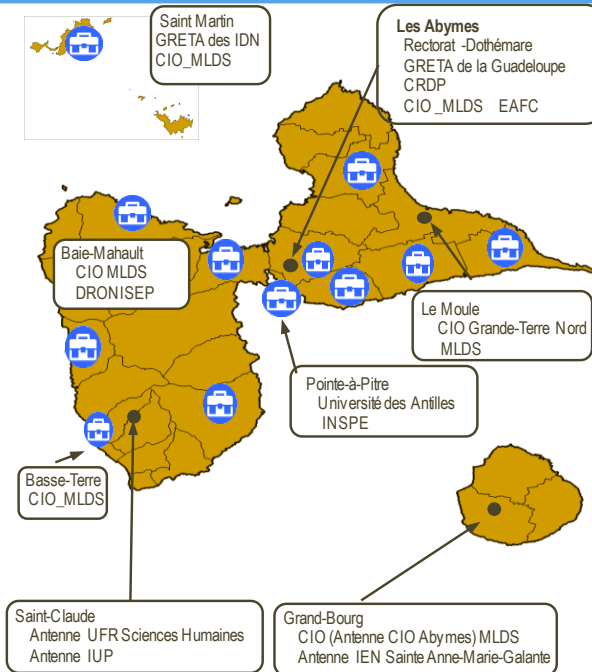 Saint Martin
GRETA des IDN
CIO_MLDS
Les Abymes
Rectorat -Dothémare
GRETA de la Guadeloupe
CRDP
CIO_MLDS EAFC
Baie-Mahault
CIO MLDS
DRONISEP
Le Moule
CIO Grande-Terre Nord
MLDS
Pointe-à-Pitre
Université des Antilles
INSPE
Basse-Terre
CIO_MLDS
Saint-Claude
Antenne UFR Sciences Humaines
Antenne IUP
Grand-Bourg
CIO (Antenne CIO Abymes) MLDS
Antenne IEN Sainte Anne-Marie-Galante